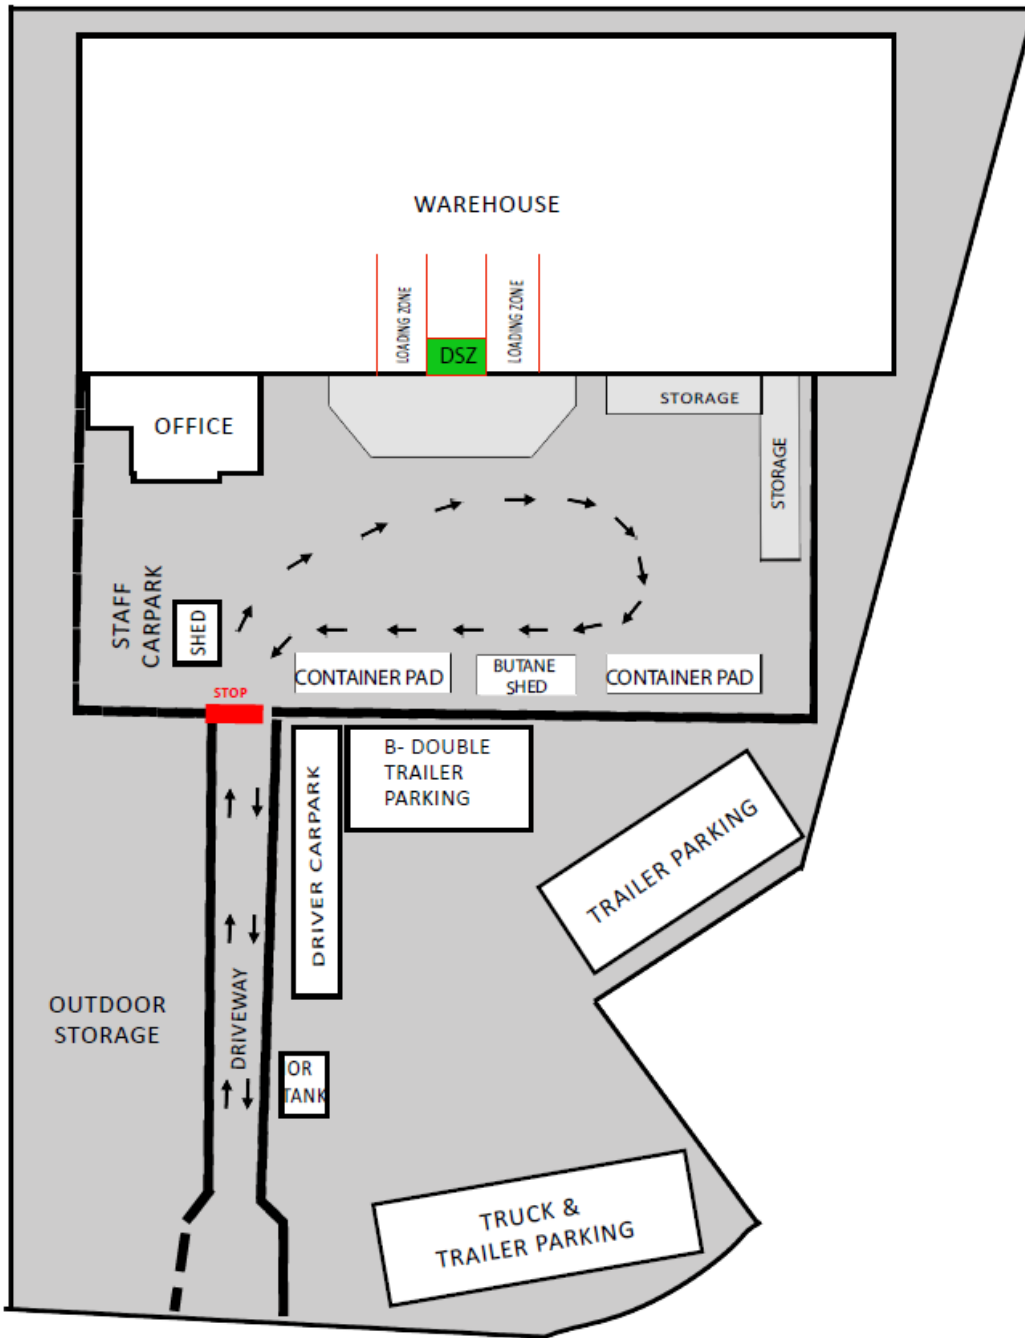 WAREHOUSE
LOADING ZONE
LOADING ZONE
DSZ
STORAGE
OFFICE
STORAGE
STAFF
CARPARK
SHED
CONTAINER PAD
BUTANE
SHED
CONTAINER PAD
STOP
B- DOUBLE
TRAILER
PARKING
DRIVER CARPARK
TRAILER PARKING
OUTDOOR
STORAGE
DRIVEWAY
OR
TANK
TRUCK &
TRAILER PARKING